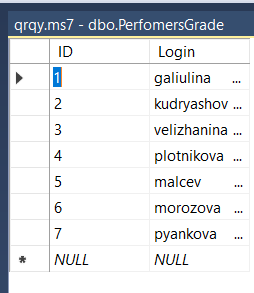 qrqy.ms7 - dbo.PerfomersGrade
ID Login
1 galiulina ...
2 kudryashov ...
3 velizhanina ...
4 plotnikova ...
5 malcev ...
6 morozova ...
7 pyankova ...
NULL NULL